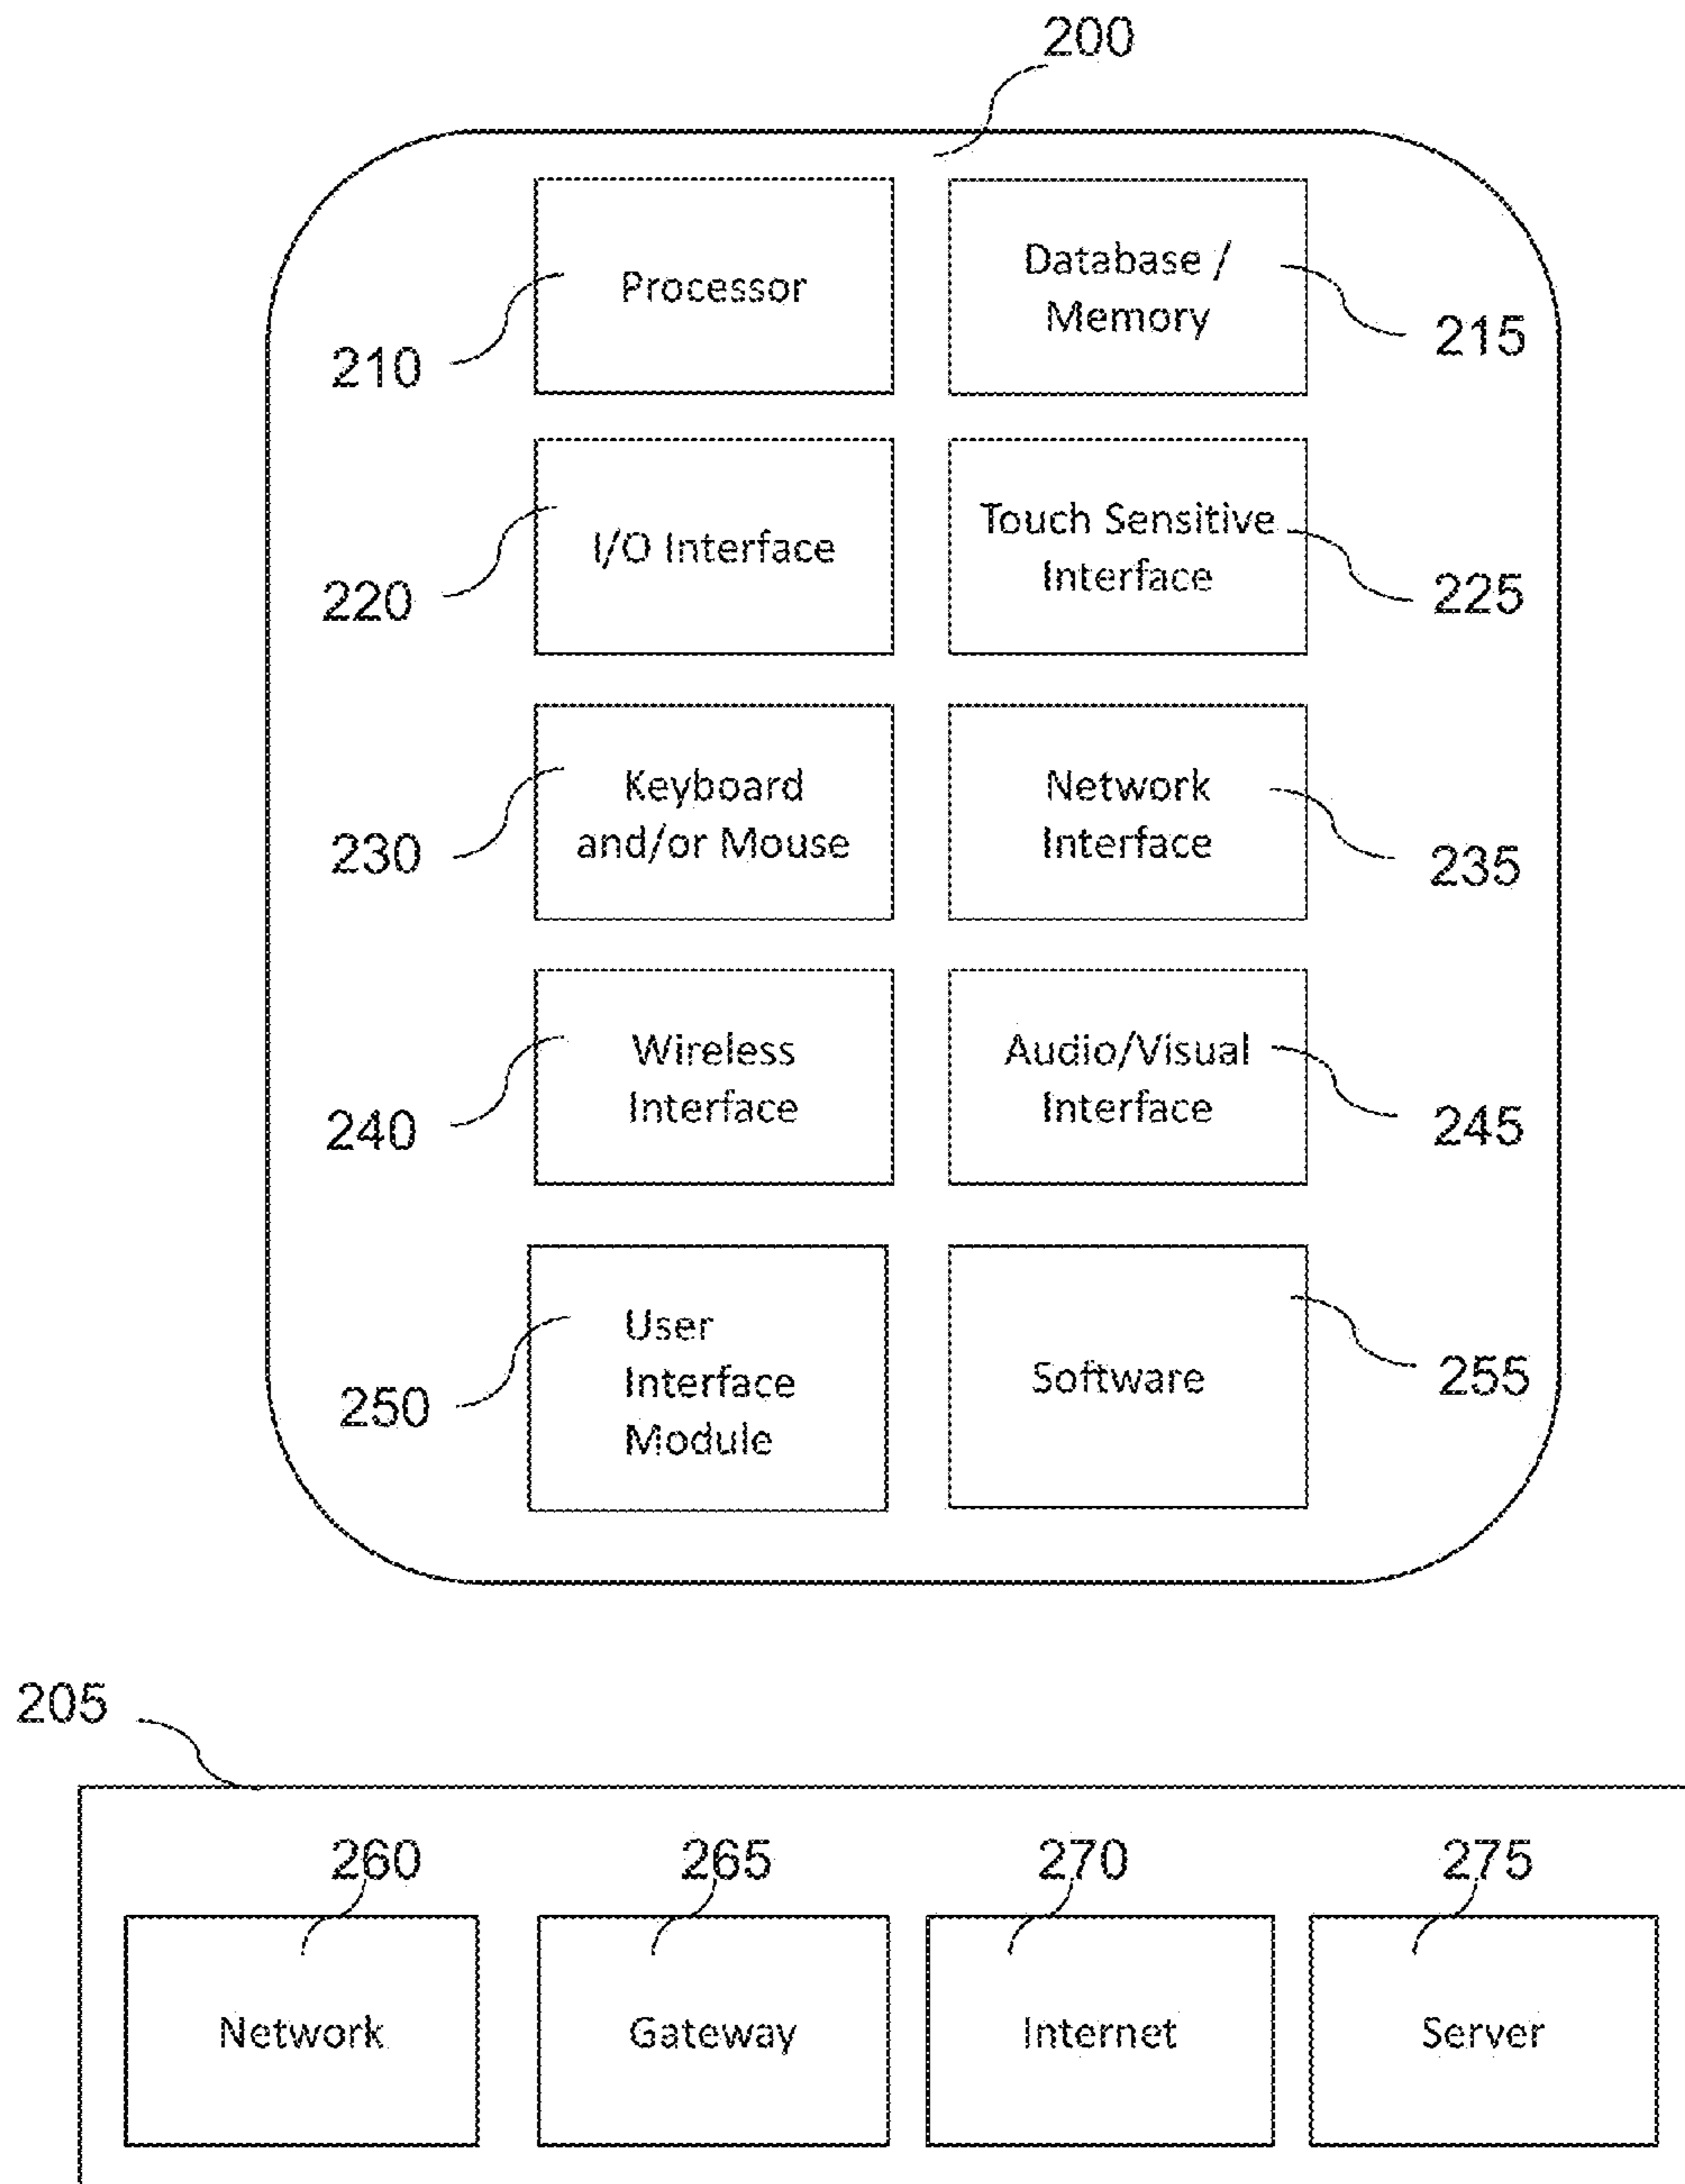 200
Processor
Database /
Memory
210
215
I/O Interface
Touch Sensitive
Interface
220
225
Keyboard
and/or Mouse
Network
Interface
230
235
Wireless
Interface
Audio/Visual
Interface
240
245
User
Interface
Module
Software
250
255
205
260
265
270
275
Network
Gateway
Internet
Server